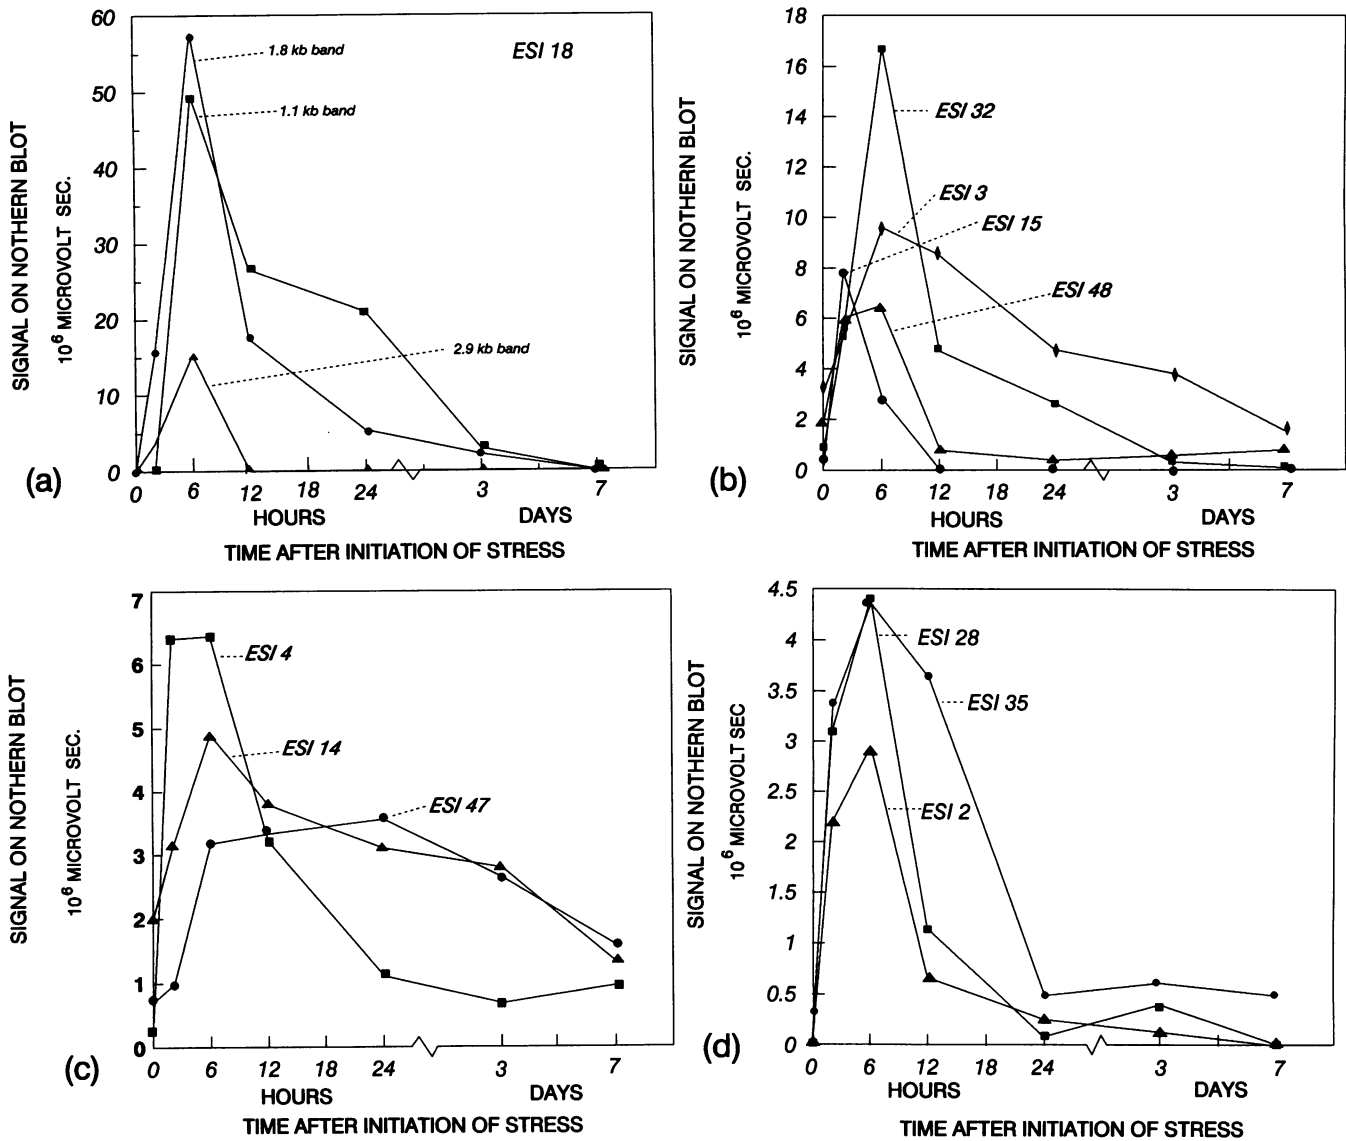 60
50
40
30
20
10
0
SIGNAL ON NOTHERN BLOT
10⁶ MICROVOLT SEC.
1.8 kb band
ESI 18
1.1 kb band
2.9 kb band
(a)
0 6 12 18 24 3 7
HOURS DAYS
TIME AFTER INITIATION OF STRESS
18
16
14
12
10
8
6
4
2
0
SIGNAL ON NOTHERN BLOT
10⁶ MICROVOLT SEC.
ESI 32
ESI 3
ESI 15
ESI 48
(b)
0 6 12 18 24 3 7
HOURS DAYS
TIME AFTER INITIATION OF STRESS
7
6
5
4
3
2
1
0
SIGNAL ON NOTHERN BLOT
10⁶ MICROVOLT SEC.
ESI 4
ESI 14
ESI 47
(c)
0 6 12 18 24 3 7
HOURS DAYS
TIME AFTER INITIATION OF STRESS
4.5
4
3.5
3
2.5
2
1.5
1
0.5
0
SIGNAL ON NOTHERN BLOT
10⁶ MICROVOLT SEC
ESI 28
ESI 35
ESI 2
(d)
0 6 12 18 24 3 7
HOURS DAYS
TIME AFTER INITIATION OF STRESS